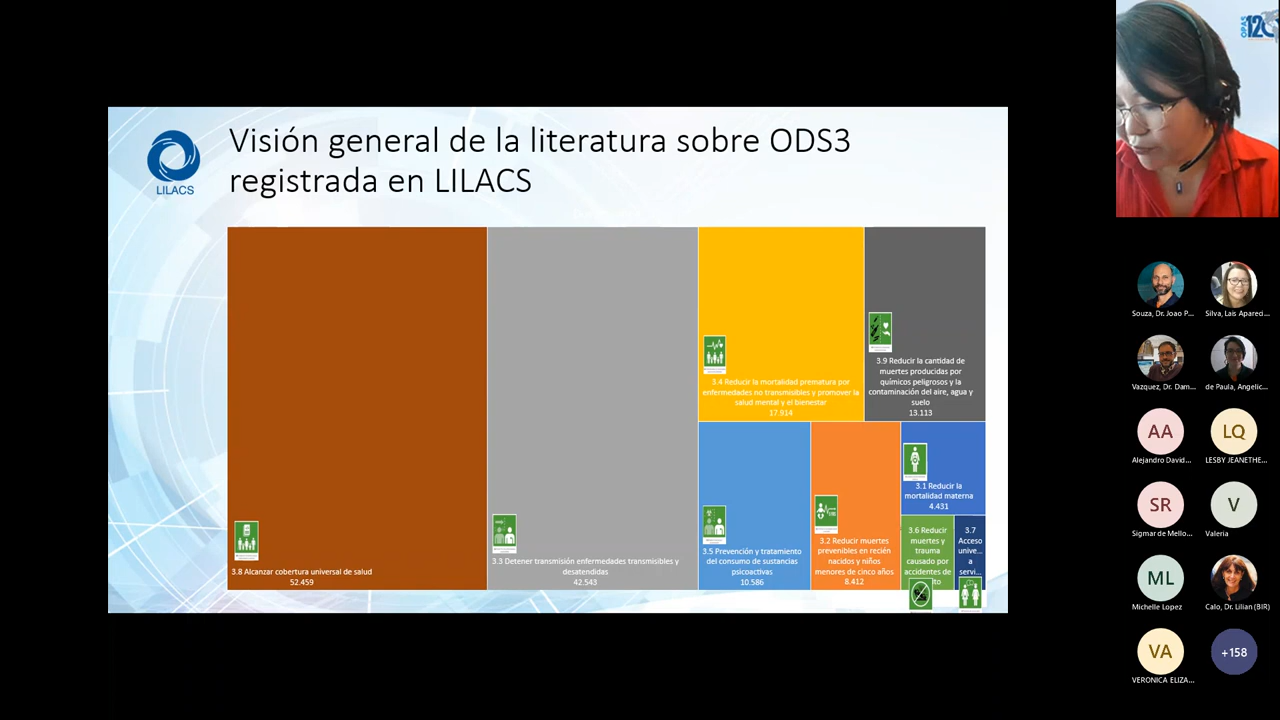 Visión general de la literatura sobre ODS3
registrada en LILACS
LILACS
3.8 Alcanzar cobertura universal de salud
52.459
3.3 Detener transmisión enfermedades transmisibles y
desatendidas
42.543
3.4 Reducir la mortalidad prematura por
enfermedades no transmisibles y promover la
salud mental y el bienestar
17.914
3.9 Reducir la cantidad de
muertes producidas por
químicos peligrosos y la
contaminación del aire, agua y
suelo
13.113
3.5 Prevención y tratamiento
del consumo de sustancias
psicoactivas
10.586
3.2 Reducir muertes
prevenibles en recién
nacidos y niños
menores de cinco años
8.412
3.1 Reducir la
mortalidad materna
4.431
3.6 Reducir
muertes y
trauma
causado por
accidentes de
3.7
Acceso
unive...
a
servi...
OPAS
120
Souza, Dr. Joao P...
Silva, Lais Apareci...
Vazquez, Dr. Dam...
de Paula, Angelic...
AA
Alejandro David...
LQ
LESBY JEANETHE...
SR
Sigmar de Mello...
V
Valeria
ML
Michelle Lopez
Calo, Dr. Lilian (BIR)
VA
VERONICA ELIZA...
+158